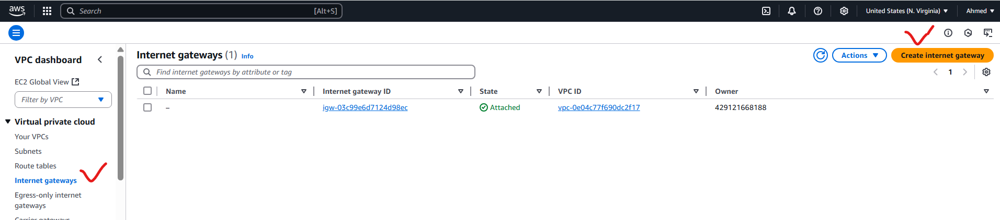 aws Search [Alt+S] United States (N. Virginia) Ahmed
VPC dashboard
EC2 Global View
Filter by VPC
Virtual private cloud
Your VPCs
Subnets
Route tables
Internet gateways
Egress-only internet
gateways
Carrier gateways
Internet gateways (1) Info
Actions
Create internet gateway
Find internet gateways by attribute or tag
1
Name Internet gateway ID State VPC ID Owner
– igw-03c99e6d7124d98ec Attached vpc-0e04c77f690dc2f17 429121668188